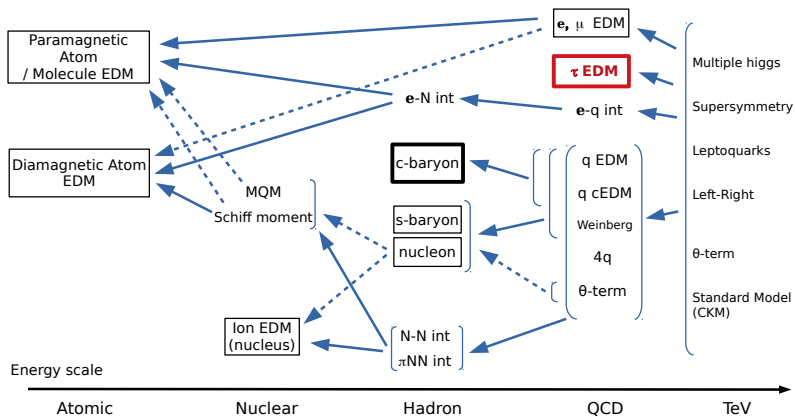 Paramagnetic
Atom
/ Molecule EDM
Diamagnetic Atom
EDM
MQM
Schiff moment
Ion EDM
(nucleus)
e-N int
c-baryon
s-baryon
nucleon
N-N int
πNN int
e, μ EDM
τ EDM
e-q int
q EDM
q cEDM
Weinberg
4q
θ-term
Multiple higgs
Supersymmetry
Leptoquarks
Left-Right
θ-term
Standard Model
(CKM)
Energy scale
Atomic
Nuclear
Hadron
QCD
TeV